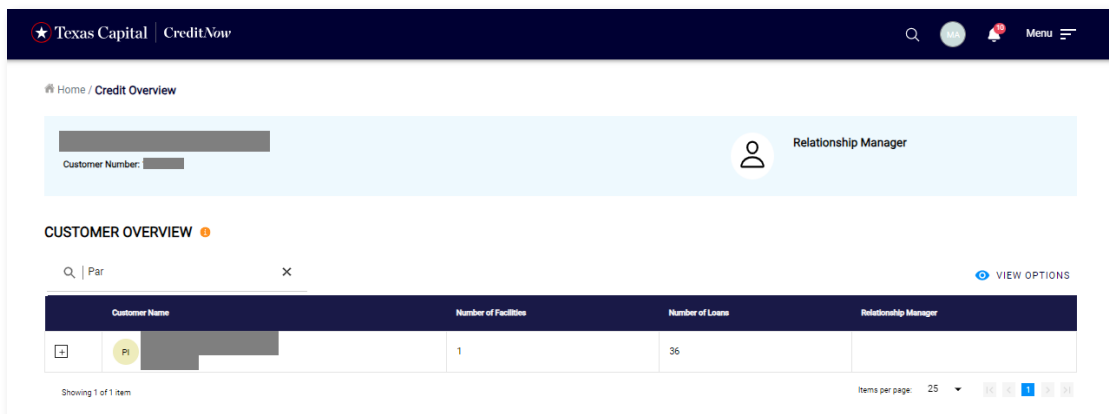 Texas Capital | CreditNow
MA
10
Menu
Home / Credit Overview
Customer Number:
Relationship Manager
CUSTOMER OVERVIEW
Par
VIEW OPTIONS
Customer Name Number of Facilities Number of Loans Relationship Manager
PI 1 36
Showing 1 of 1 item
Items per page: 25 1